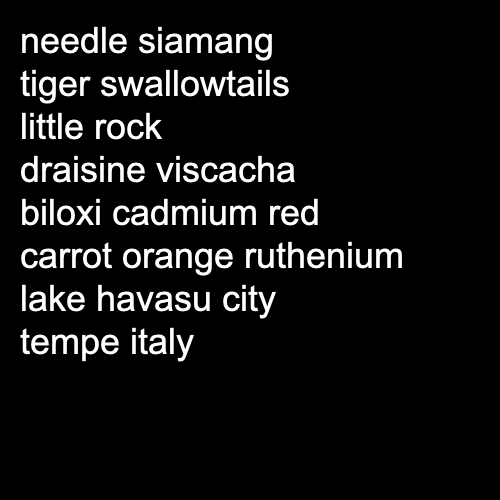 needle siamang
tiger swallowtails
little rock
draisine viscacha
biloxi cadmium red
carrot orange ruthenium
lake havasu city
tempe italy